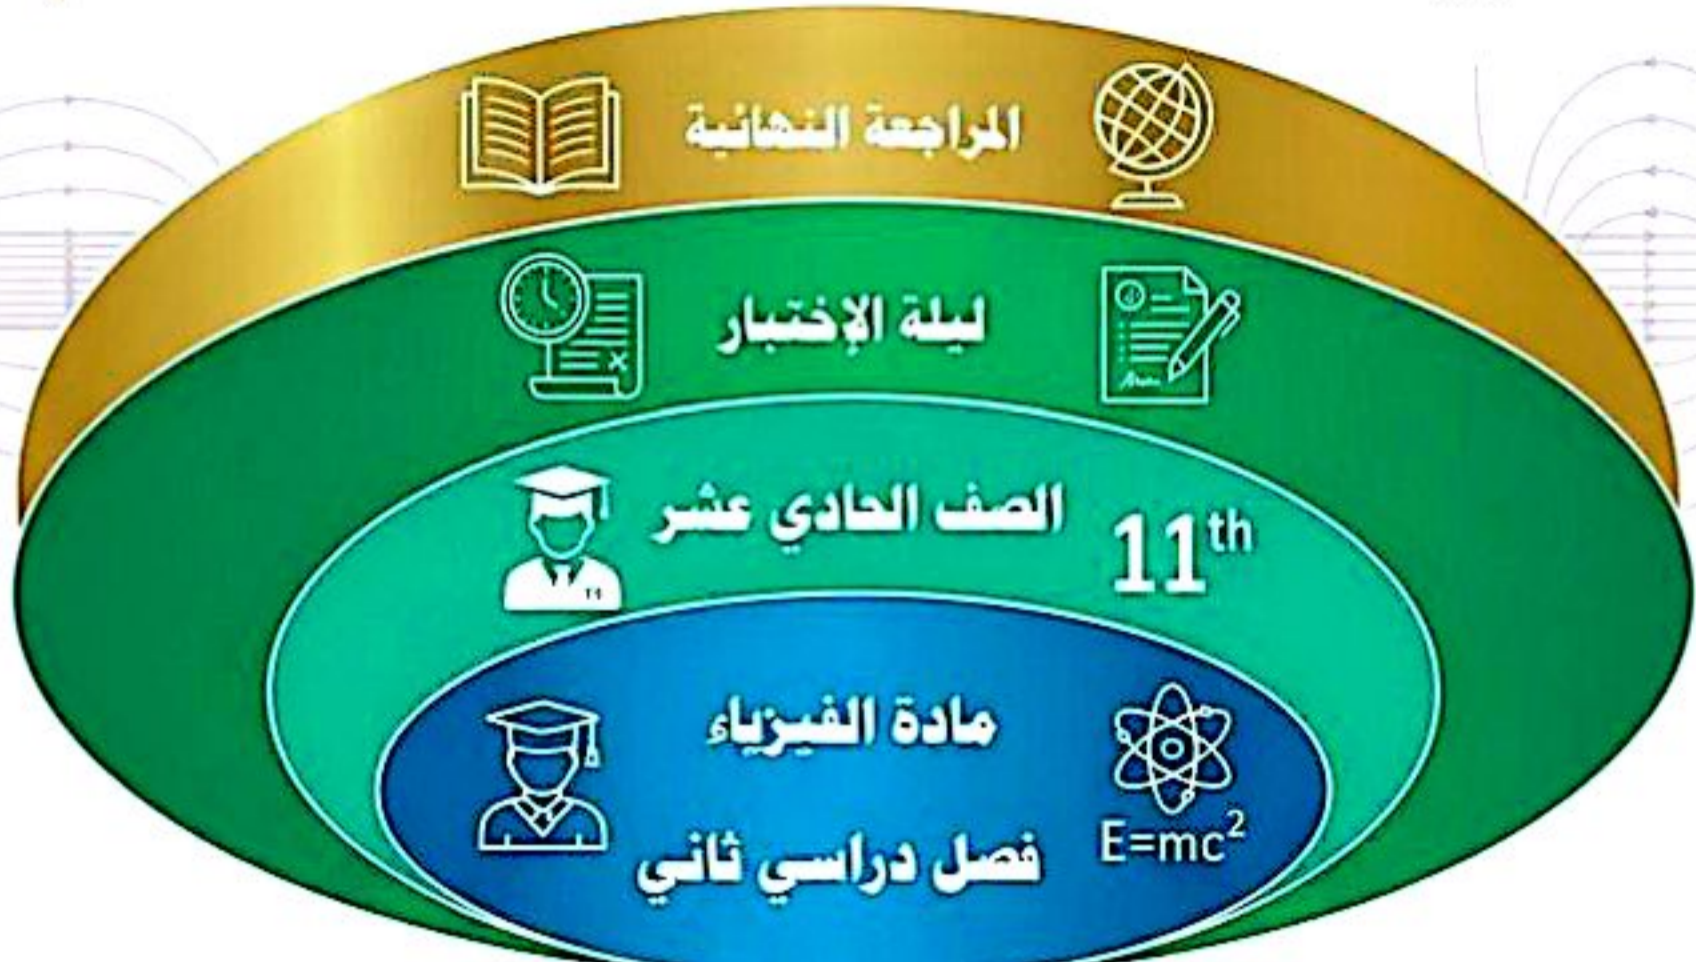 المراجعة النهائية
ليلة الإختبار
الصف الحادي عشر
11th
مادة الفيزياء
فصل دراسي ثاني
E=mc²